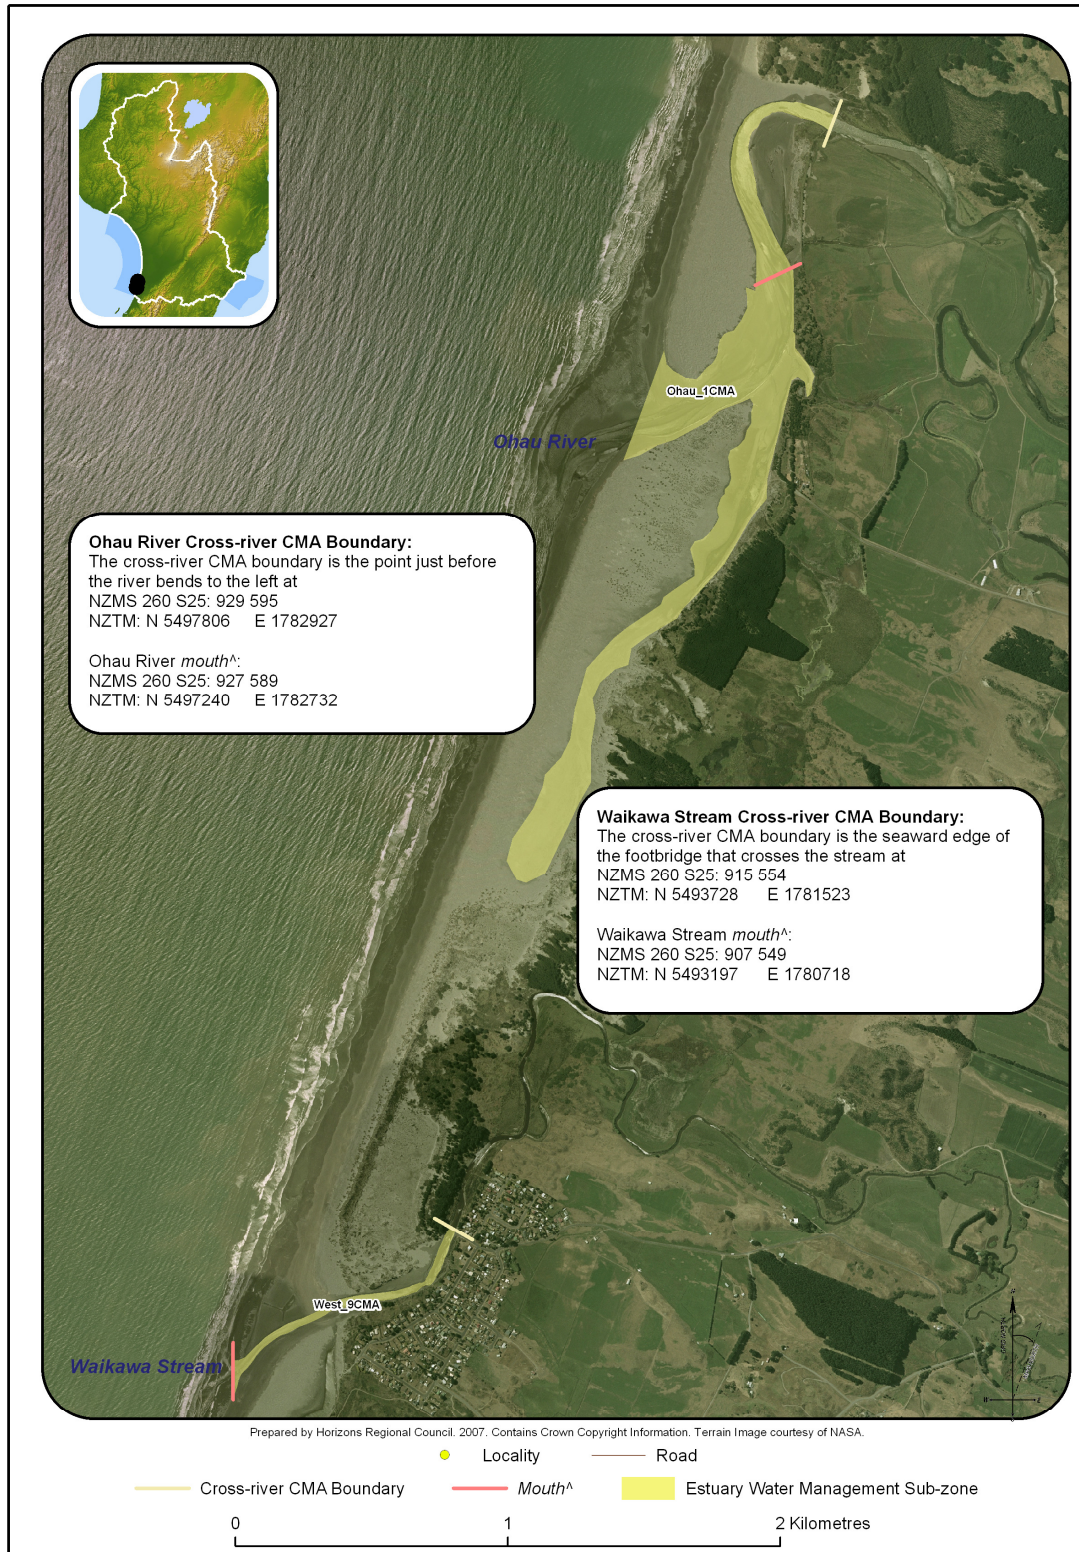 Ohau_1CMA
Ohau River
Ohau River Cross-river CMA Boundary:
The cross-river CMA boundary is the point just before
the river bends to the left at
NZMS 260 S25: 929 595
NZTM: N 5497806 E 1782927
Ohau River mouth^:
NZMS 260 S25: 927 589
NZTM: N 5497240 E 1782732
Waikawa Stream Cross-river CMA Boundary:
The cross-river CMA boundary is the seaward edge of
the footbridge that crosses the stream at
NZMS 260 S25: 915 554
NZTM: N 5493728 E 1781523
Waikawa Stream mouth^:
NZMS 260 S25: 907 549
NZTM: N 5493197 E 1780718
West_9CMA
Waikawa Stream
Prepared by Horizons Regional Council. 2007. Contains Crown Copyright Information. Terrain Image courtesy of NASA.
Locality Road
Cross-river CMA Boundary Mouth^ Estuary Water Management Sub-zone
0 1 2 Kilometres